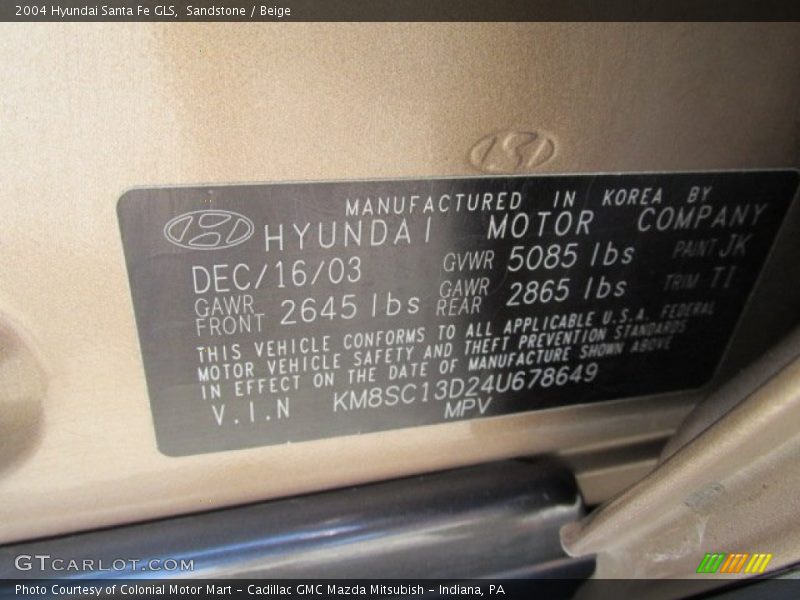 2004 Hyundai Santa Fe GLS, Sandstone / Beige
MANUFACTURED IN KOREA BY
HYUNDAI MOTOR COMPANY
DEC/16/03 GVWR 5085 lbs PAINT JK
GAWR FRONT 2645 lbs GAWR REAR 2865 lbs TRIM TI
THIS VEHICLE CONFORMS TO ALL APPLICABLE U.S.A. FEDERAL
MOTOR VEHICLE SAFETY AND THEFT PREVENTION STANDARDS
IN EFFECT ON THE DATE OF MANUFACTURE SHOWN ABOVE
V.I.N KM8SC13D24U678649
MPV
GTCARLOT.COM
Photo Courtesy of Colonial Motor Mart - Cadillac GMC Mazda Mitsubish - Indiana, PA